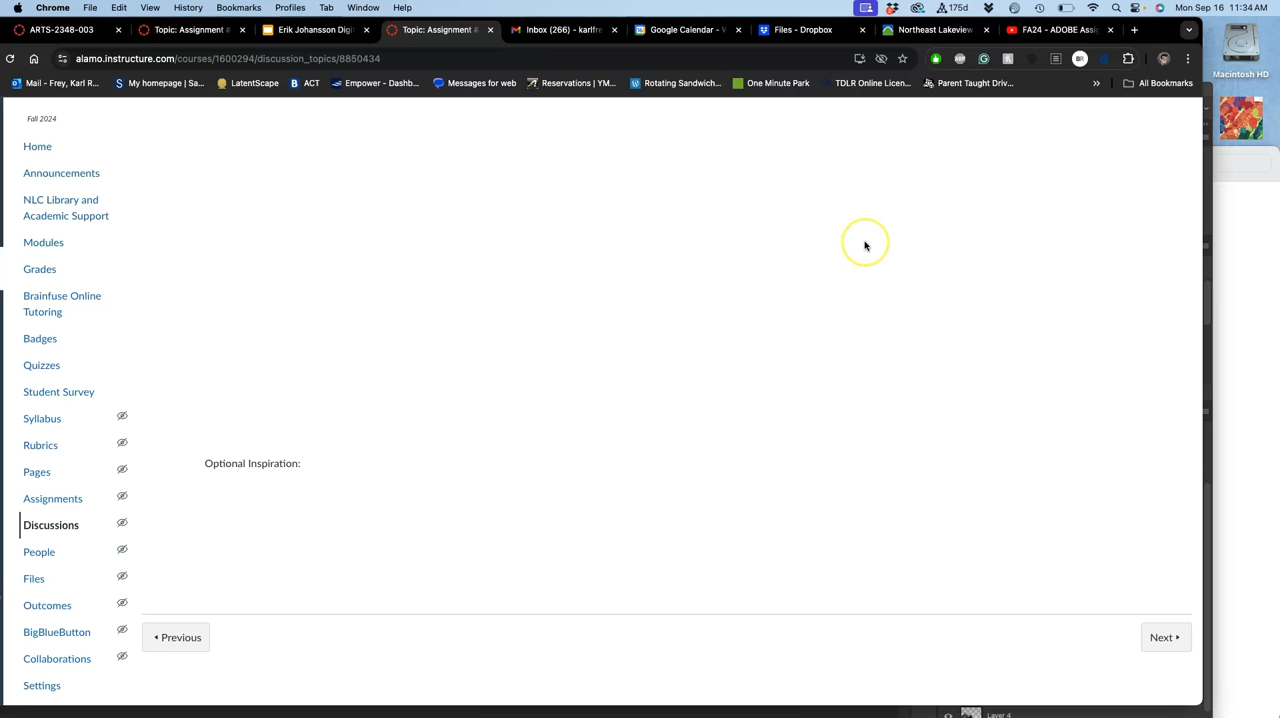 Chrome File Edit View History Bookmarks Profiles Tab Window Help
175d
Mon Sep 16 11:34 AM
ARTS-2348-003
Topic: Assignment #
Erik Johansson Digi
Topic: Assignment #
Inbox (266) - karlfre
Google Calendar - W
Files - Dropbox
Northeast Lakeview
FA24 - ADOBE Assig
alamo.instructure.com/courses/1600294/discussion_topics/8850434
Mail - Frey, Karl R...
My homepage | Sa...
LatentScape
ACT
Empower - Dashb...
Messages for web
Reservations | YM...
Rotating Sandwich...
One Minute Park
TDLR Online Licen...
Parent Taught Driv...
All Bookmarks
Macintosh HD
Fall 2024
Home
Announcements
NLC Library and
Academic Support
Modules
Grades
Brainfuse Online
Tutoring
Badges
Quizzes
Student Survey
Syllabus
Rubrics
Pages
Assignments
Discussions
People
Files
Outcomes
BigBlueButton
Collaborations
Settings
Optional Inspiration:
Previous
Next
Layer 4